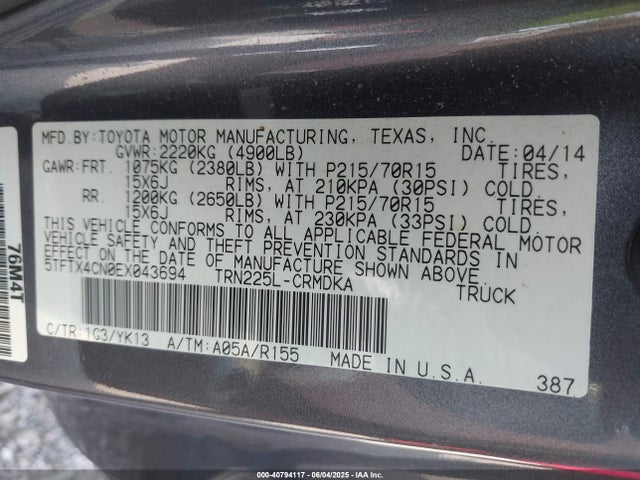 MFD.BY:TOYOTA MOTOR MANUFACTURING, TEXAS, INC.
GVWR:2220KG (4900LB) DATE:04/14
GAWR:FRT. 1075KG (2380LB) WITH P215/70R15 TIRES,
15X6J RIMS, AT 210KPA (30PSI) COLD.
RR. 1200KG (2650LB) WITH P215/70R15 TIRES,
15X6J RIMS, AT 230KPA (33PSI) COLD.
THIS VEHICLE CONFORMS TO ALL APPLICABLE FEDERAL MOTOR
VEHICLE SAFETY AND THEFT PREVENTION STANDARDS IN
EFFECT ON THE DATE OF MANUFACTURE SHOWN ABOVE.
5TFTX4CN0EX043694 TRN225L-CRMDKA TRUCK
C/TR:1G3/YK13 A/TM:A05A/R155 MADE IN U.S.A.
387
76M4T
000-40794117 - 06/04/2025 - IAA Inc.